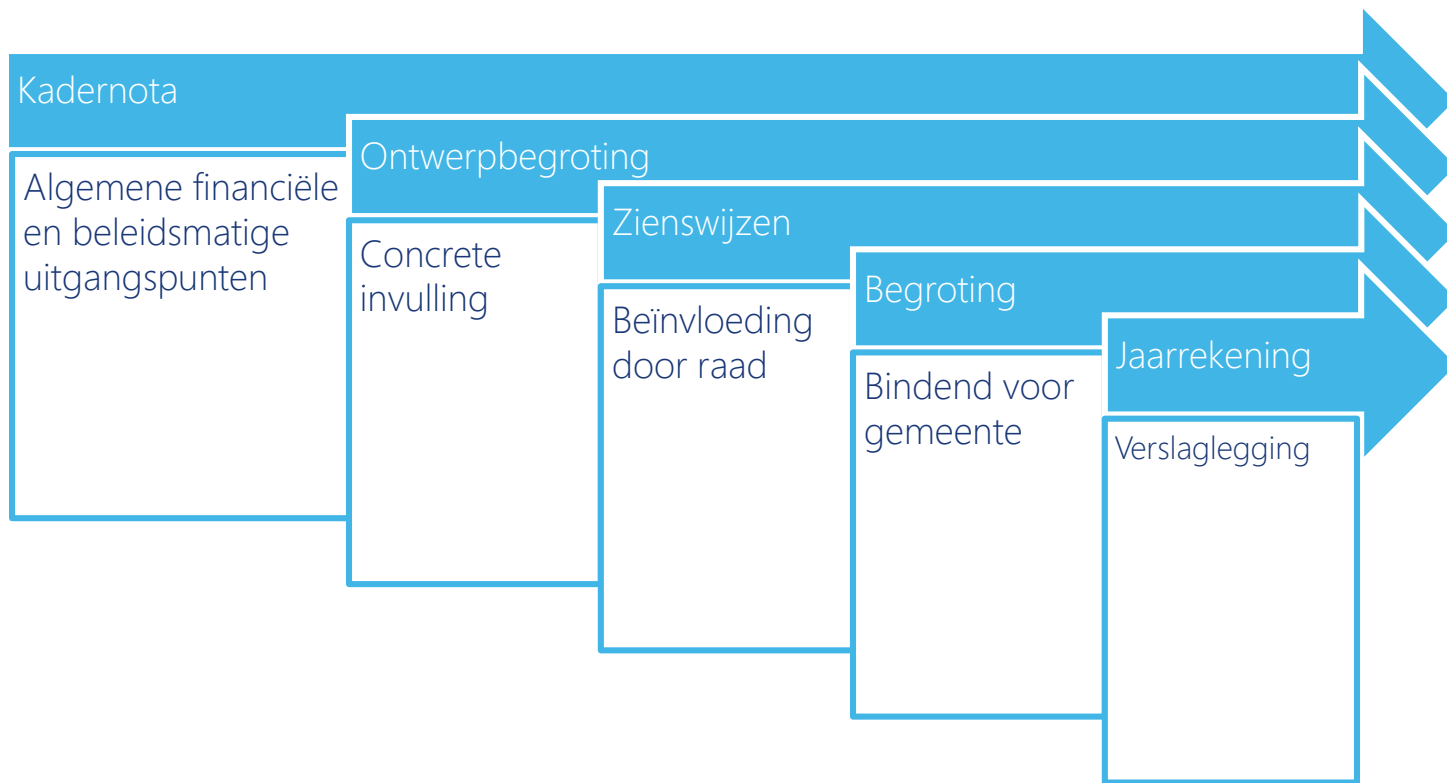 Kadernota
Algemene financiële
en beleidsmatige
uitgangspunten
Ontwerpbegroting
Concrete
invulling
Zienswijzen
Beïnvloeding
door raad
Begroting
Bindend voor
gemeente
Jaarrekening
Verslaglegging